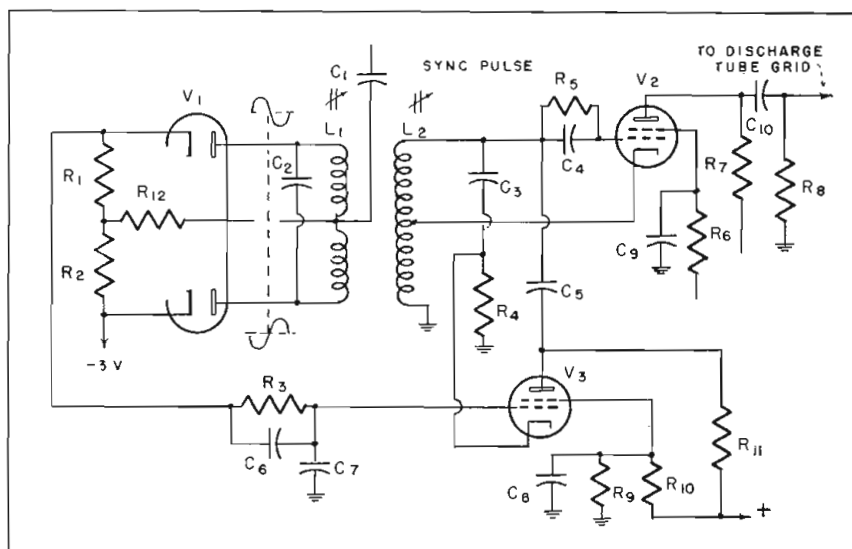 TO DISCHARGE
TUBE GRID
SYNC PULSE
C1
V1
L1
L2
R5
V2
C2
C3
C4
C10
R1
R12
R7
R8
R2
C9
R6
R4
C5
-3 V
R3
V3
C6
C7
R11
C8
R9
R10
+